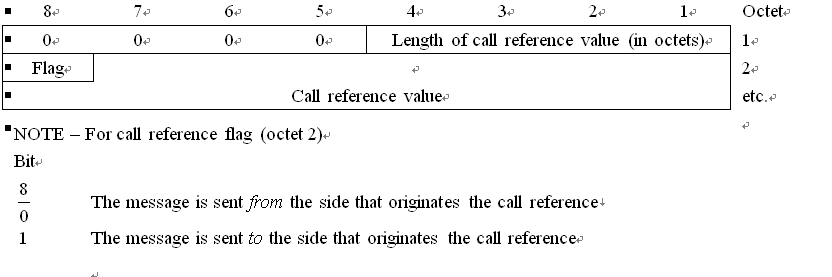 8 7 6 5 4 3 2 1 Octet
0 0 0 0 Length of call reference value (in octets) 1
Flag 2
Call reference value etc.
NOTE – For call reference flag (octet 2)
Bit
8
0 The message is sent from the side that originates the call reference
1 The message is sent to the side that originates the call reference